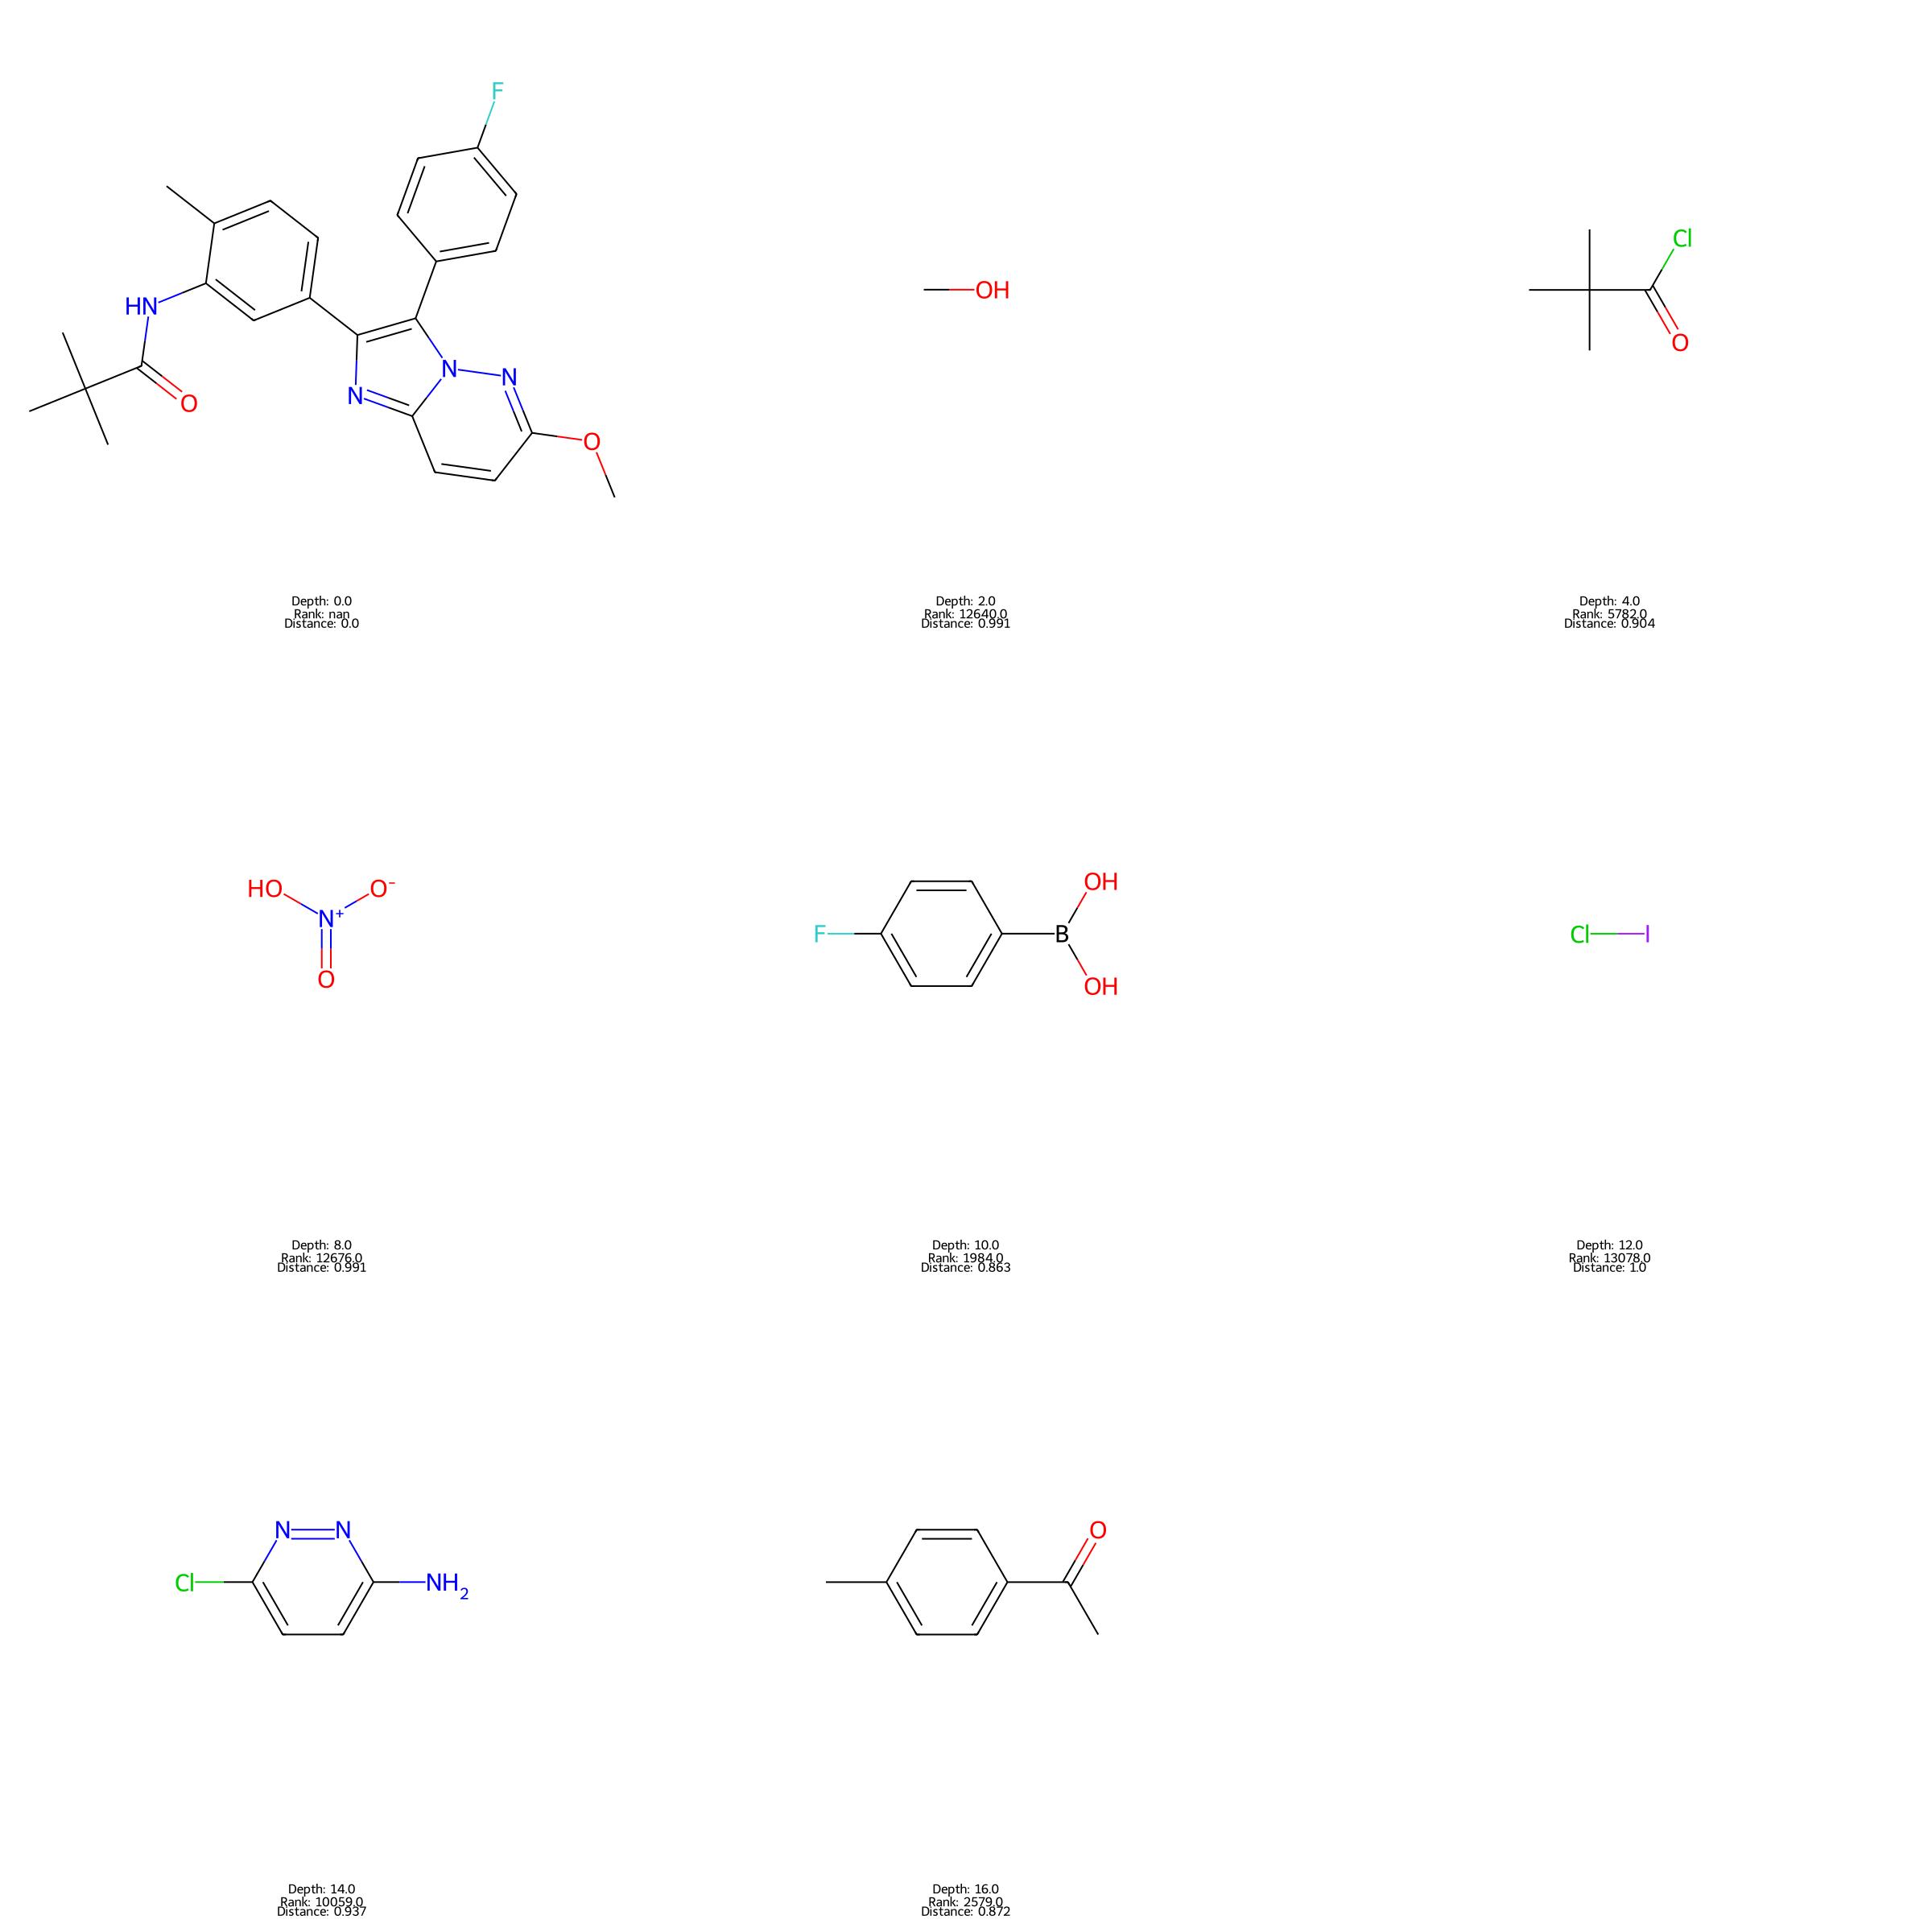 F
HN
O
N
N
N
O
Depth: 0.0
Rank: nan
Distance: 0.0
OH
Depth: 2.0
Rank: 12640.0
Distance: 0.991
Cl
O
Depth: 4.0
Rank: 5782.0
Distance: 0.904
HO
O-
N+
O
Depth: 8.0
Rank: 12676.0
Distance: 0.991
OH
F
B
OH
Depth: 10.0
Rank: 1984.0
Distance: 0.863
Cl
I
Depth: 12.0
Rank: 13078.0
Distance: 1.0
N
N
Cl
NH2
Depth: 14.0
Rank: 10059.0
Distance: 0.937
O
Depth: 16.0
Rank: 2579.0
Distance: 0.872